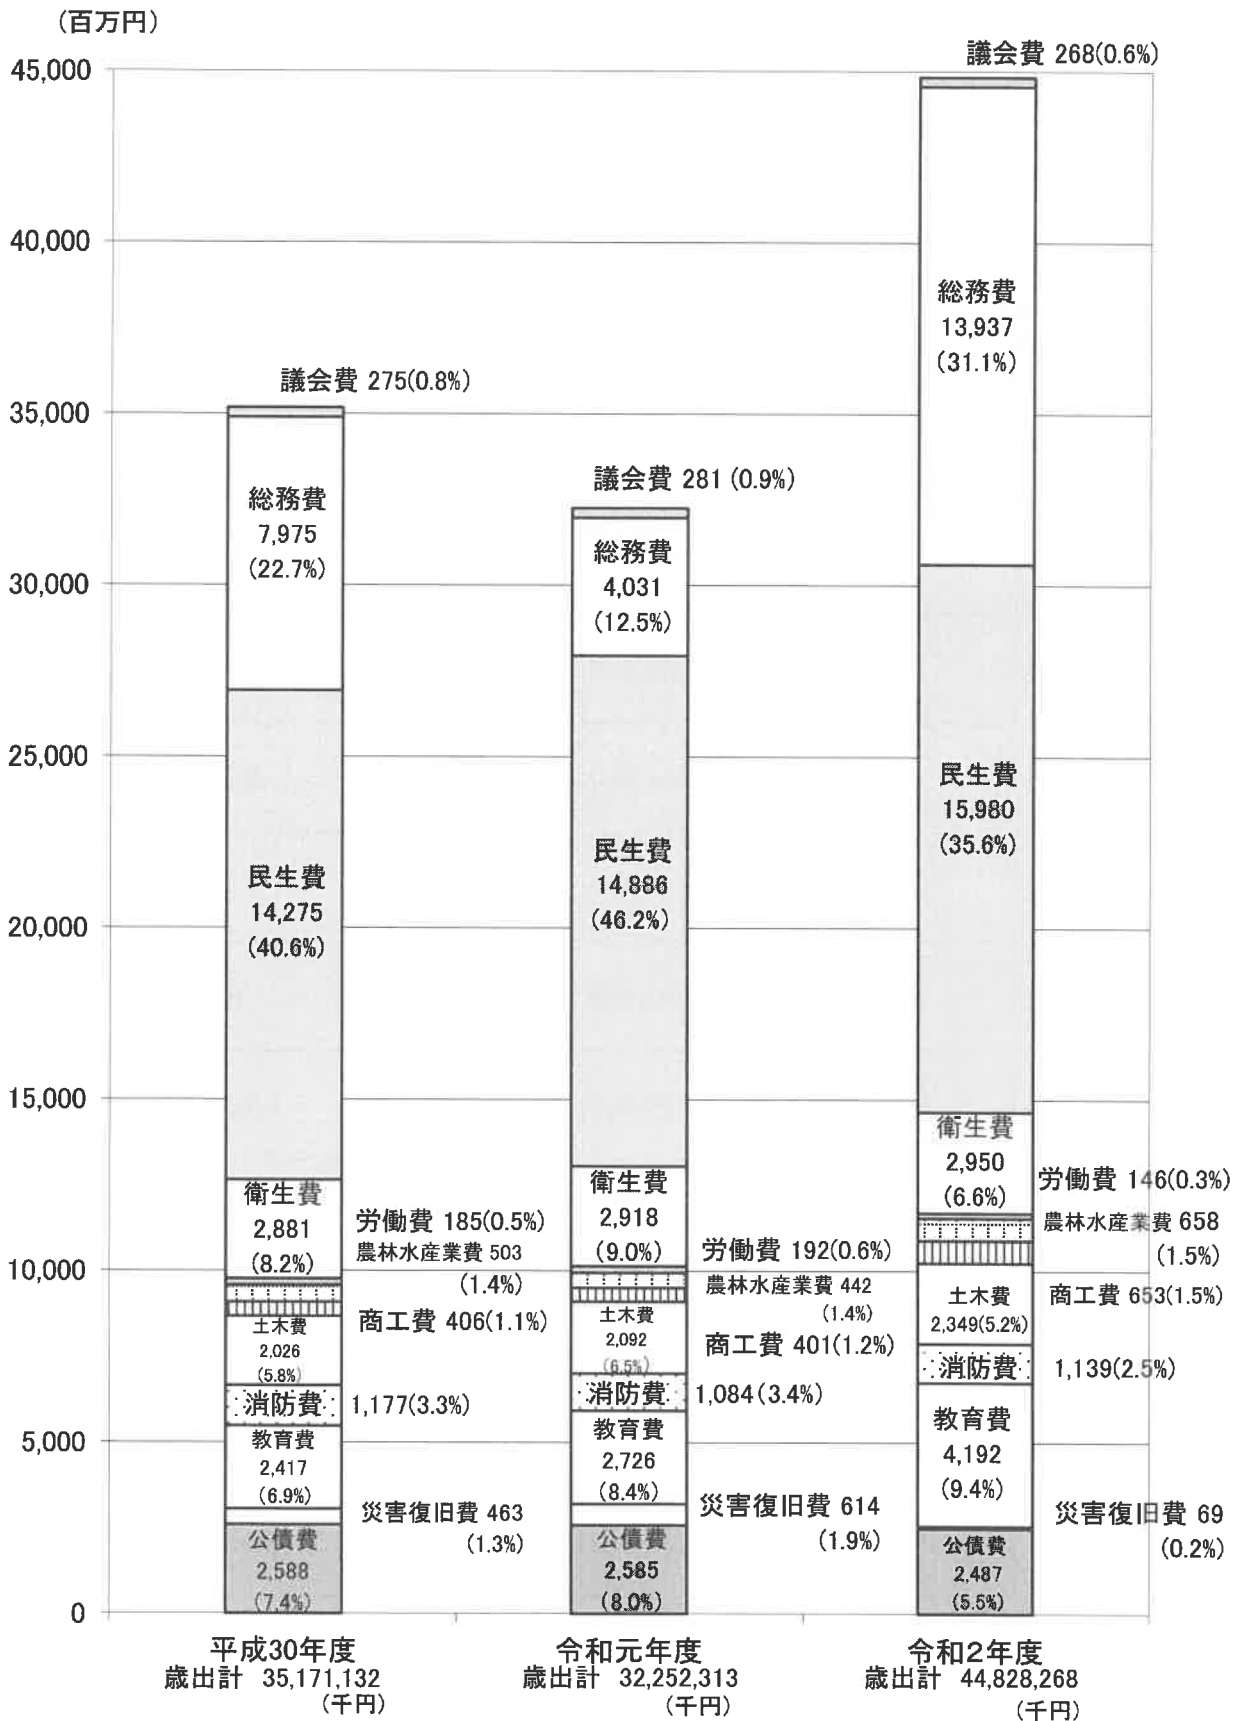 （百万円）
45,000
40,000
35,000
30,000
25,000
20,000
15,000
10,000
5,000
0
議会費 275(0.8%)
総務費
7,975
(22.7%)
民生費
14,275
(40.6%)
衛生費
2,881
(8.2%)
労働費 185(0.5%)
農林水産業費 503
(1.4%)
商工費 406(1.1%)
土木費
2,026
(5.8%)
消防費
1,177(3.3%)
教育費
2,417
(6.9%)
災害復旧費 463
(1.3%)
公債費
2,588
(7.4%)
平成30年度
歳出計 35,171,132
(千円)
議会費 281 (0.9%)
総務費
4,031
(12.5%)
民生費
14,886
(46.2%)
衛生費
2,918
(9.0%)
労働費 192(0.6%)
農林水産業費 442
(1.4%)
商工費 401(1.2%)
土木費
2,092
(6.5%)
消防費
1,084(3.4%)
教育費
2,726
(8.4%)
災害復旧費 614
(1.9%)
公債費
2,585
(8.0%)
令和元年度
歳出計 32,252,313
(千円)
議会費 268(0.6%)
総務費
13,937
(31.1%)
民生費
15,980
(35.6%)
衛生費
2,950
(6.6%)
労働費 146(0.3%)
農林水産業費 658
(1.5%)
商工費 653(1.5%)
土木費
2,349(5.2%)
消防費
1,139(2.5%)
教育費
4,192
(9.4%)
災害復旧費 69
(0.2%)
公債費
2,487
(5.5%)
令和2年度
歳出計 44,828,268
(千円)